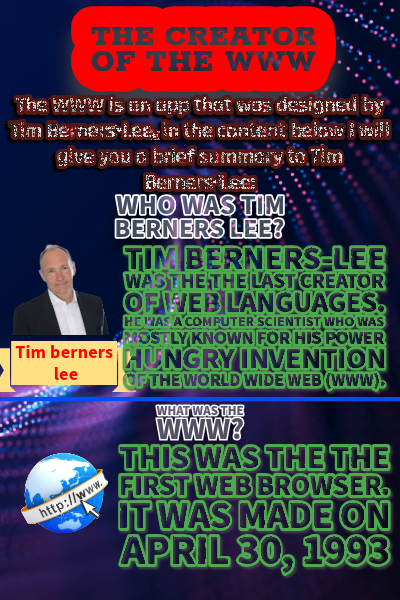 THE CREATOR
OF THE WWW
The WWW is an app that was designed by
Tim Berners-Lee, in the content below I will
give you a brief summary to Tim
Berners-Lee:
WHO WAS TIM
BERNERS LEE?
TIM BERNERS-LEE
WAS THE THE LAST CREATOR
OF WEB LANGUAGES.
HE WAS A COMPUTER SCIENTIST WHO WAS
MOSTLY KNOWN FOR HIS POWER
HUNGRY INVENTION
OF THE WORLD WIDE WEB (WWW).
Tim berners
lee
WHAT WAS THE
WWW?
THIS WAS THE THE
FIRST WEB BROWSER.
IT WAS MADE ON
APRIL 30, 1993
http://www.